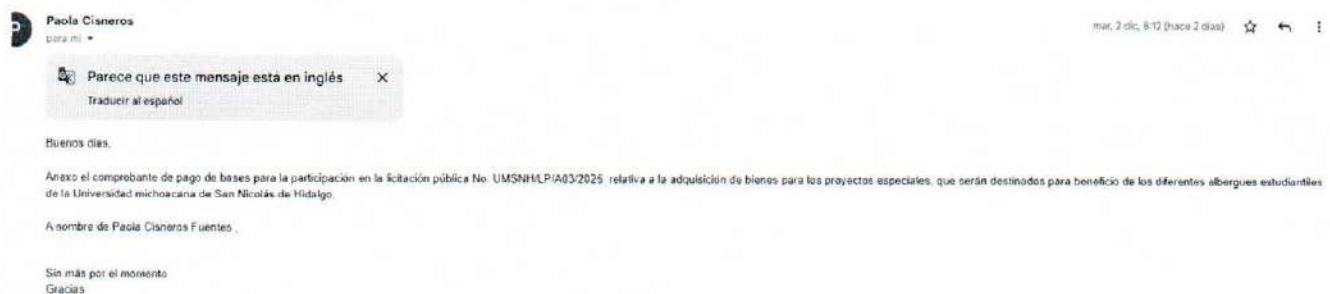 Paola Cisneros
mar, 2 dic, 8:12 (hace 2 días)
para mí
Parece que este mensaje está en inglés
Traducir al español
Buenos días,
Anexo el comprobante de pago de bases para la participación en la licitación pública No. UMSNH/LP/A03/2025 relativa a la adquisición de bienes para los proyectos especiales, que serán destinados para beneficio de los diferentes albergues estudiantiles
de la Universidad michoacana de San Nicolás de Hidalgo
A nombre de Paola Cisneros Fuentes .
Sin más por el momento
Gracias